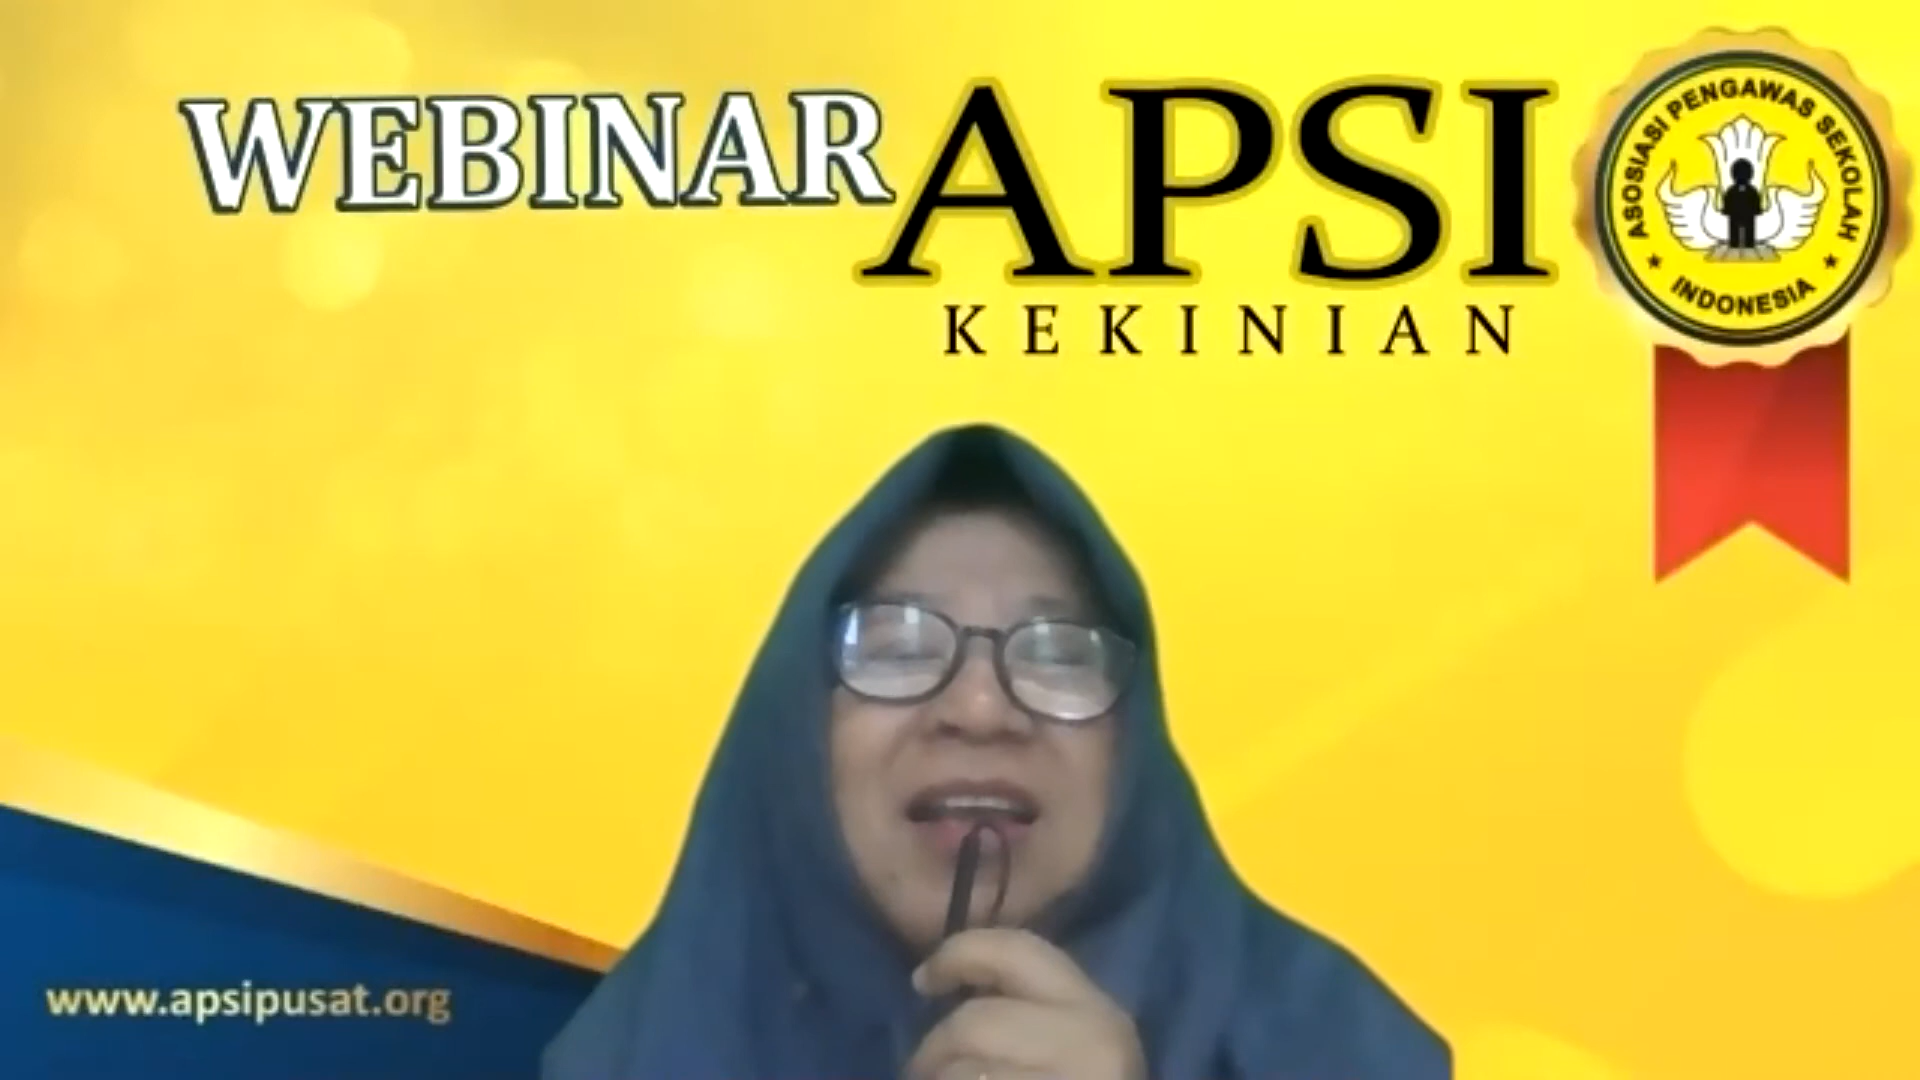 WEBINAR APSI
KEKINIAN
ASOSIASI PENGAWAS SEKOLAH
INDONESIA
www.apsipusat.org